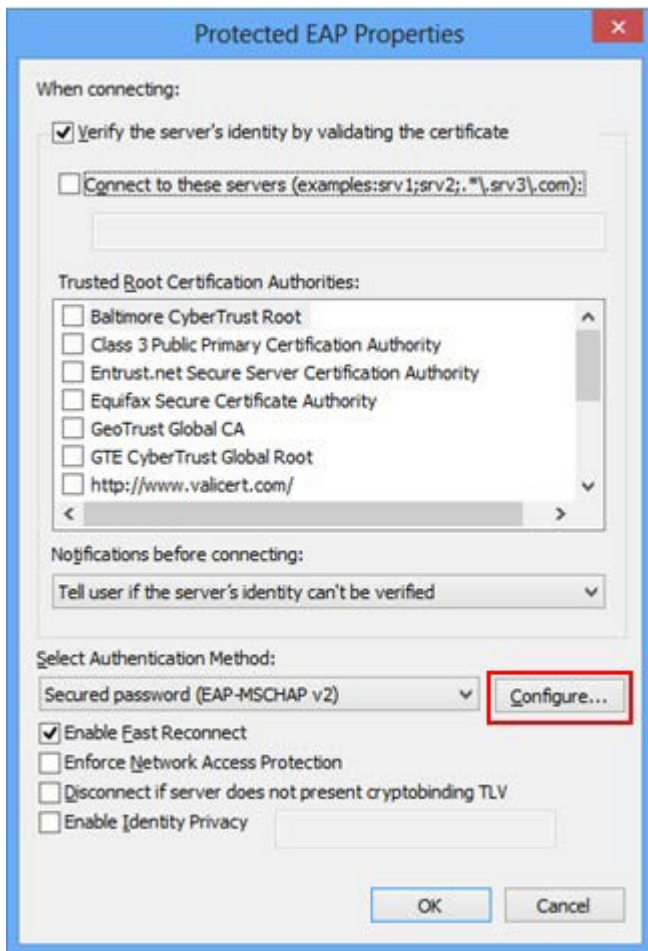 Protected EAP Properties
When connecting:
Verify the server's identity by validating the certificate
Connect to these servers (examples:srv1;srv2;.*\.srv3\.com):
Trusted Root Certification Authorities:
Baltimore CyberTrust Root
Class 3 Public Primary Certification Authority
Entrust.net Secure Server Certification Authority
Equifax Secure Certificate Authority
GeoTrust Global CA
GTE CyberTrust Global Root
http://www.valicert.com/
Notifications before connecting:
Tell user if the server's identity can't be verified
Select Authentication Method:
Secured password (EAP-MSCHAP v2)
Configure...
Enable Fast Reconnect
Enforce Network Access Protection
Disconnect if server does not present cryptobinding TLV
Enable Identity Privacy
OK
Cancel